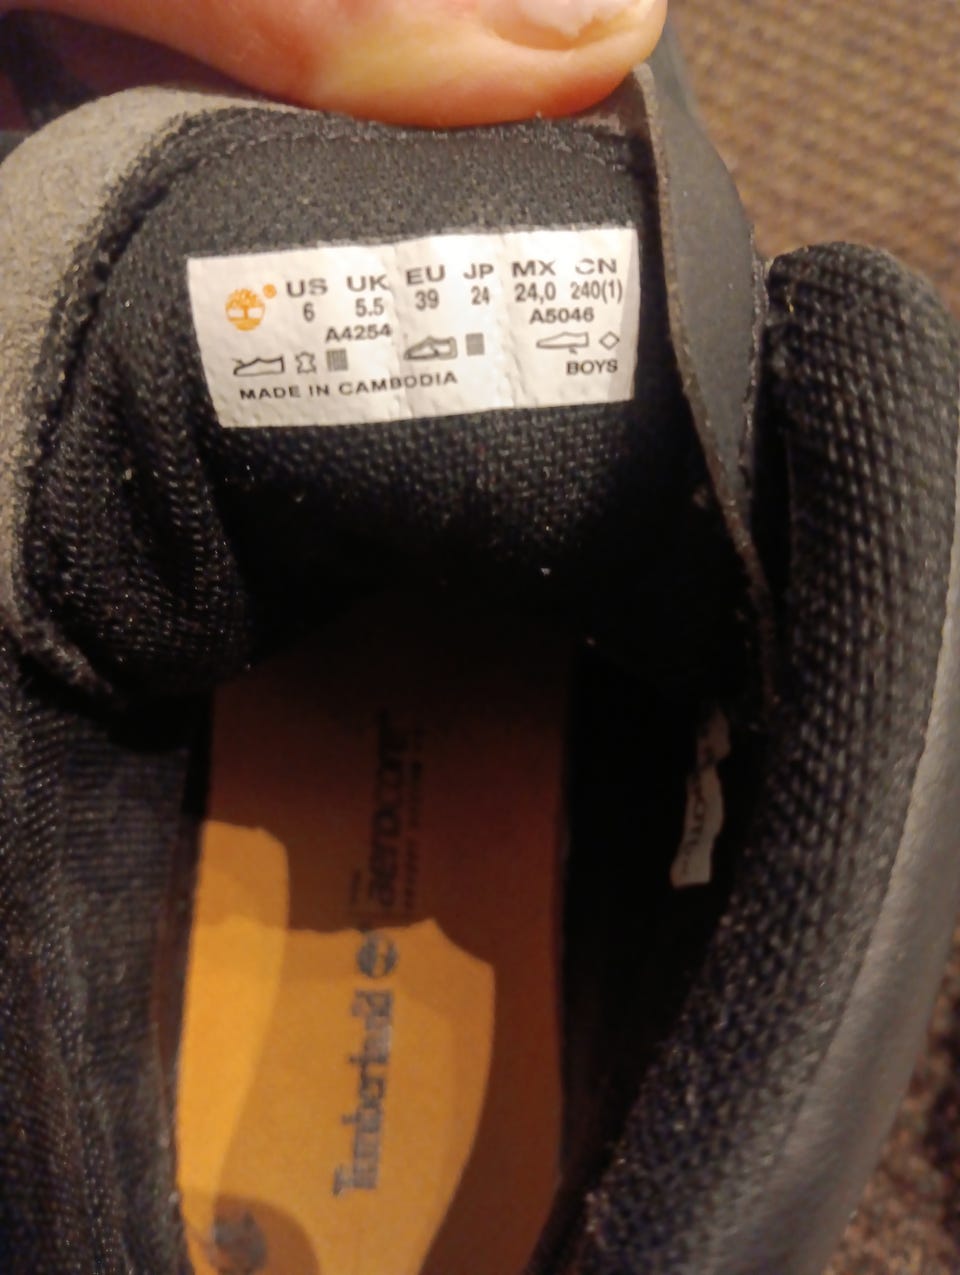 ® US UK EU JP MX CN
6 5.5 39 24 24,0 240(1)
A4254 A5046
BOYS
MADE IN CAMBODIA
Timberland
aerocore